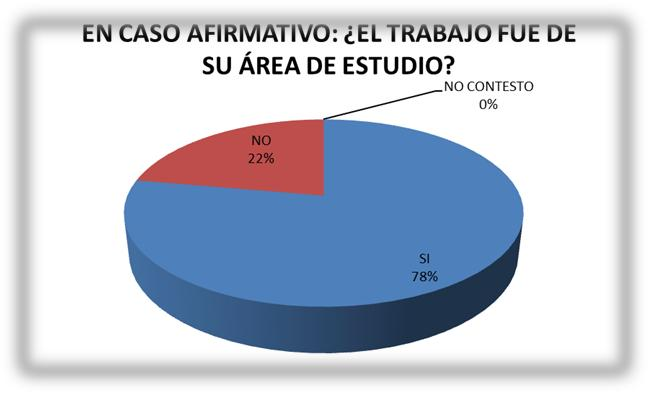 EN CASO AFIRMATIVO: ¿EL TRABAJO FUE DE
SU ÁREA DE ESTUDIO?
NO CONTESTO
0%
NO
22%
SI
78%